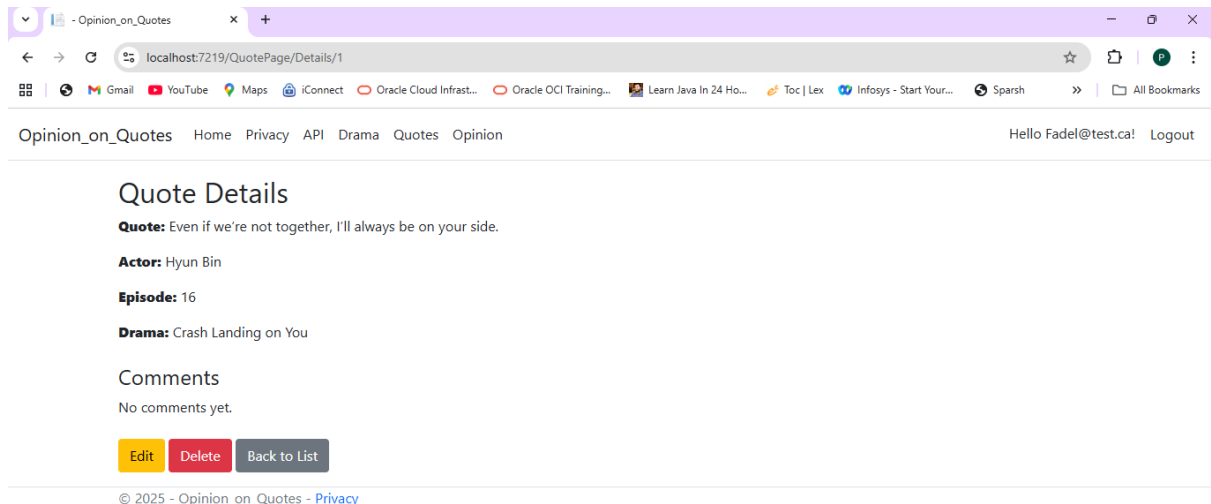 - Opinion_on_Quotes
localhost:7219/QuotePage/Details/1
Gmail YouTube Maps iConnect Oracle Cloud Infrast... Oracle OCI Training... Learn Java In 24 Ho... Toc | Lex Infosys - Start Your... Sparsh » All Bookmarks
Opinion_on_Quotes Home Privacy API Drama Quotes Opinion Hello Fadel@test.ca! Logout
Quote Details
Quote: Even if we’re not together, I’ll always be on your side.
Actor: Hyun Bin
Episode: 16
Drama: Crash Landing on You
Comments
No comments yet.
Edit Delete Back to List
© 2025 - Opinion_on_Quotes - Privacy